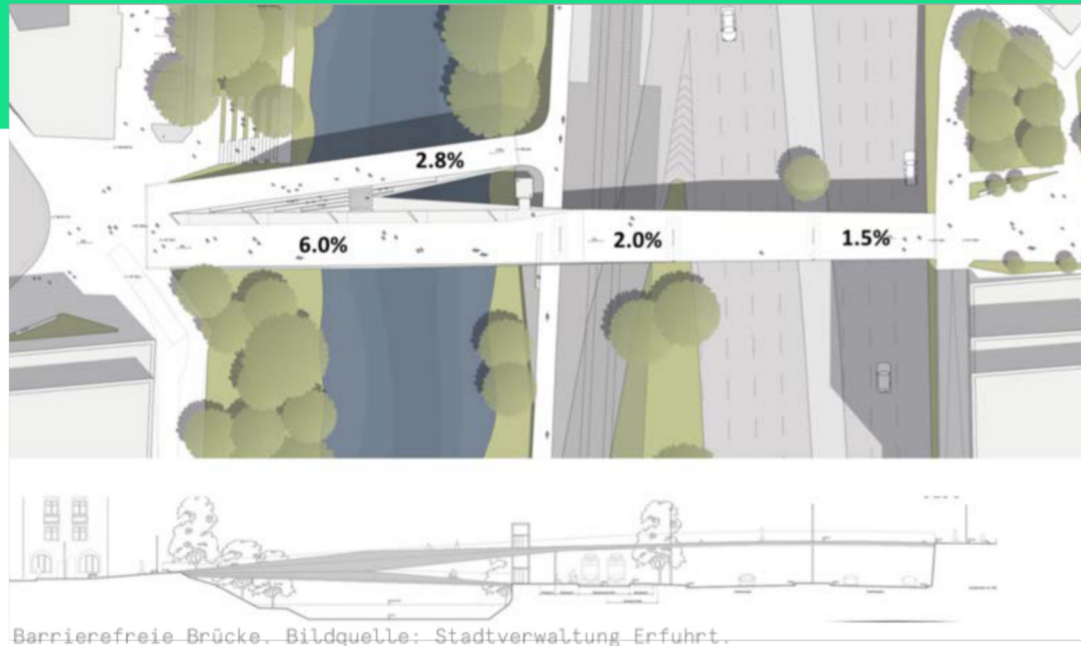 2.8%
6.0%
2.0%
1.5%
Barrierefreie Brücke. Bildquelle: Stadtverwaltung Erfuhrt.